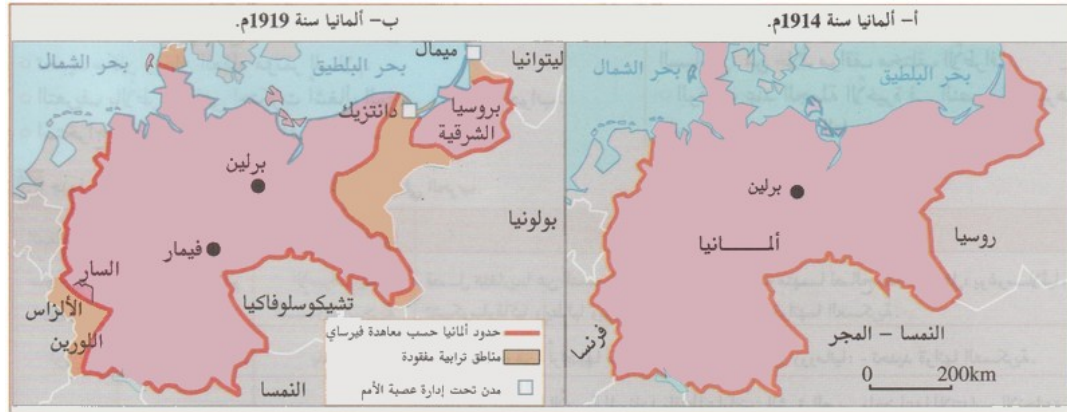 أ- ألمانيا سنة 1914م.
بحر الشمال
بحر البلطيق
برلين
ألمـــــانيا
روسيا
فرنسا
النمسا - المجر
0 200km
ب- ألمانيا سنة 1919م.
بحر الشمال
بحر البلطيق
ميمال
ليتوانيا
دانتزيك
بروسيا
الشرقية
برلين
بولونيا
فيمار
السار
الألزاس
اللورين
تشيكوسلوفاكيا
النمسا
حدود ألمانيا حسب معاهدة فيرساي
مناطق ترابية مفقودة
مدن تحت إدارة عصبة الأمم